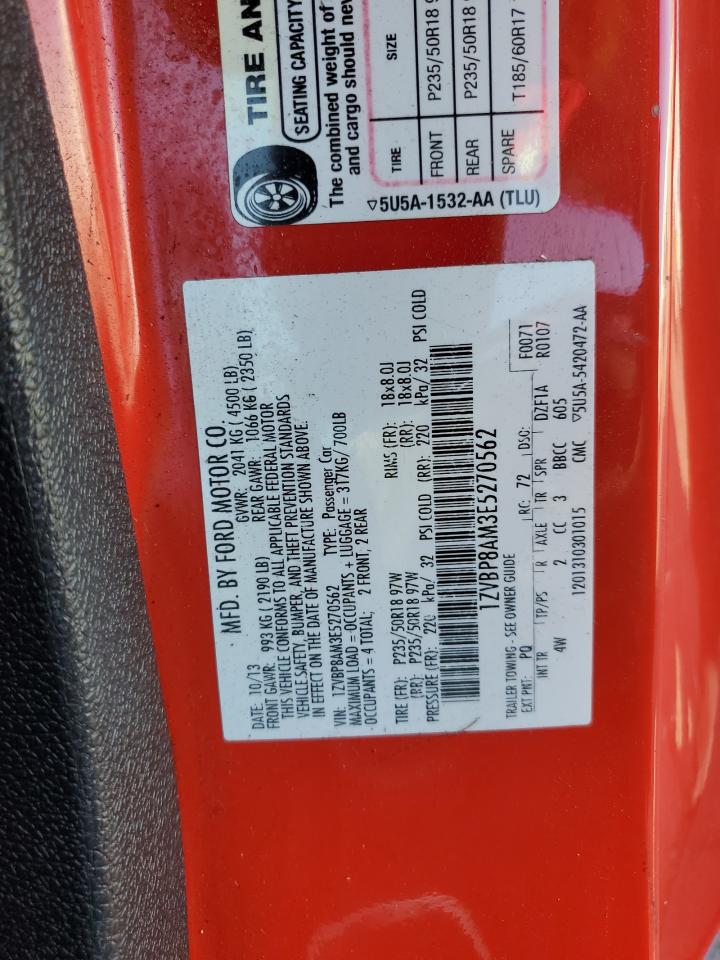 TIRE AN
SEATING CAPACITY
The combined weight of
and cargo should nev
TIRE SIZE
FRONT P235/50R18 9
REAR P235/50R18
SPARE T185/60R17
▽5U5A-1532-AA (TLU)
MFD. BY FORD MOTOR CO.
DATE: 10/13 GVWR: 2041 KG ( 4500 LB)
FRONT GAWR: 993 KG ( 2190 LB) REAR GAWR: 1066 KG ( 2350 LB)
THIS VEHICLE CONFORMS TO ALL APPLICABLE FEDERAL MOTOR
VEHICLE SAFETY, BUMPER, AND THEFT PREVENTION STANDARDS
IN EFFECT ON THE DATE OF MANUFACTURE SHOWN ABOVE.
VIN: 1ZVBP8AM3E5270562 TYPE: Passenger Car
MAXIMUM LOAD = OCCUPANTS + LUGGAGE = 317KG/ 700LB
OCCUPANTS = 4 TOTAL; 2 FRONT, 2 REAR
TIRE (FR): P235/50R18 97W RIMS (FR): 18x8.0J
(RR): P235/50R18 97W (RR): 18x8.0J
PRESSURE (FR): 220 kPa/ 32 PSI COLD (RR): 220 kPa/ 32 PSI COLD
1ZVBP8AM3E5270562
TRAILER TOWING - SEE OWNER GUIDE
EXT PNT: PQ RC: 72 DSO: F0071
R0107
INT TR TP/PS R AXLE TR SPR DZF1A
4W 2 CC 3 BBCC 605
1201310301015 CMC ▽5U5A-5420472-AA